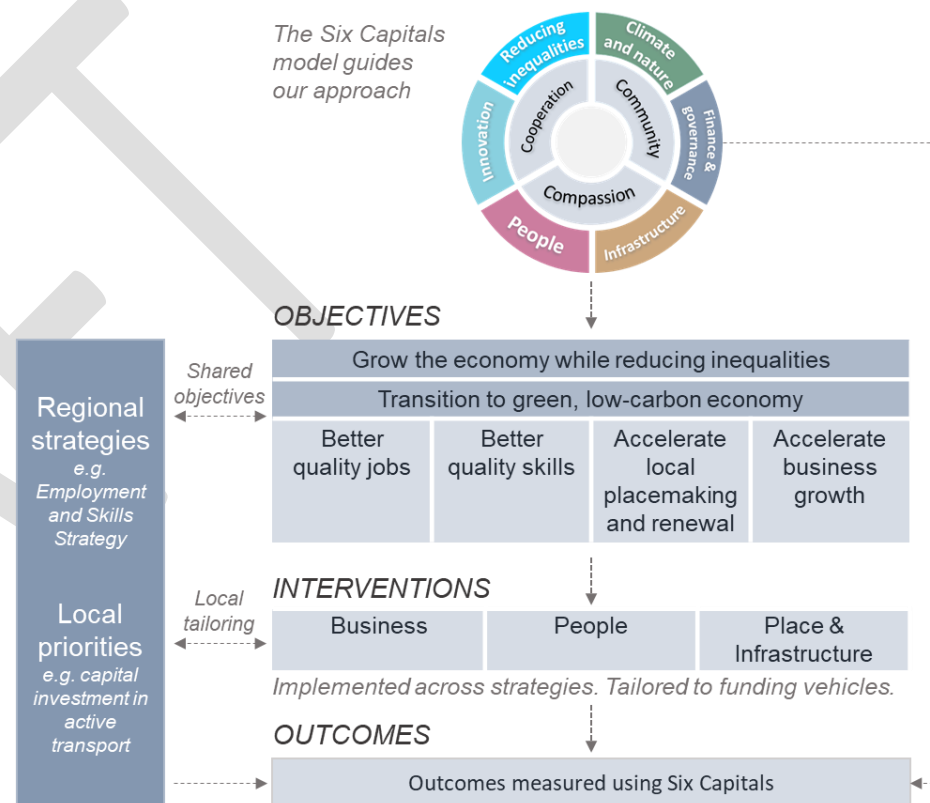 The Six Capitals
model guides
our approach
Reducing
inequalities
Climate
and nature
Finance &
governance
Infrastructure
People
Innovation
Cooperation
Community
Compassion
OBJECTIVES
Grow the economy while reducing inequalities
Transition to green, low-carbon economy
Better
quality jobs
Better
quality skills
Accelerate
local
placemaking
and renewal
Accelerate
business
growth
Shared
objectives
Regional
strategies
e.g.
Employment
and Skills
Strategy
Local
priorities
e.g. capital
investment in
active
transport
Local
tailoring
INTERVENTIONS
Business
People
Place &
Infrastructure
Implemented across strategies. Tailored to funding vehicles.
OUTCOMES
Outcomes measured using Six Capitals